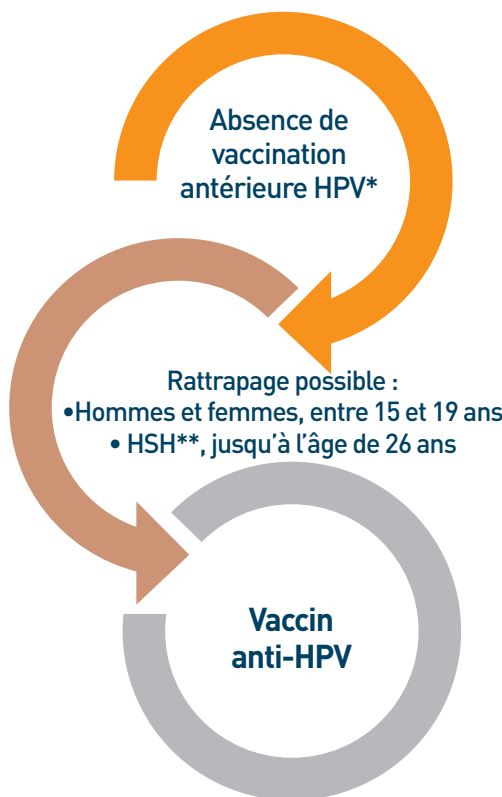 Absence de
vaccination
antérieure HPV*
Rattrapage possible :
•Hommes et femmes, entre 15 et 19 ans
• HSH**, jusqu’à l’âge de 26 ans
Vaccin
anti-HPV